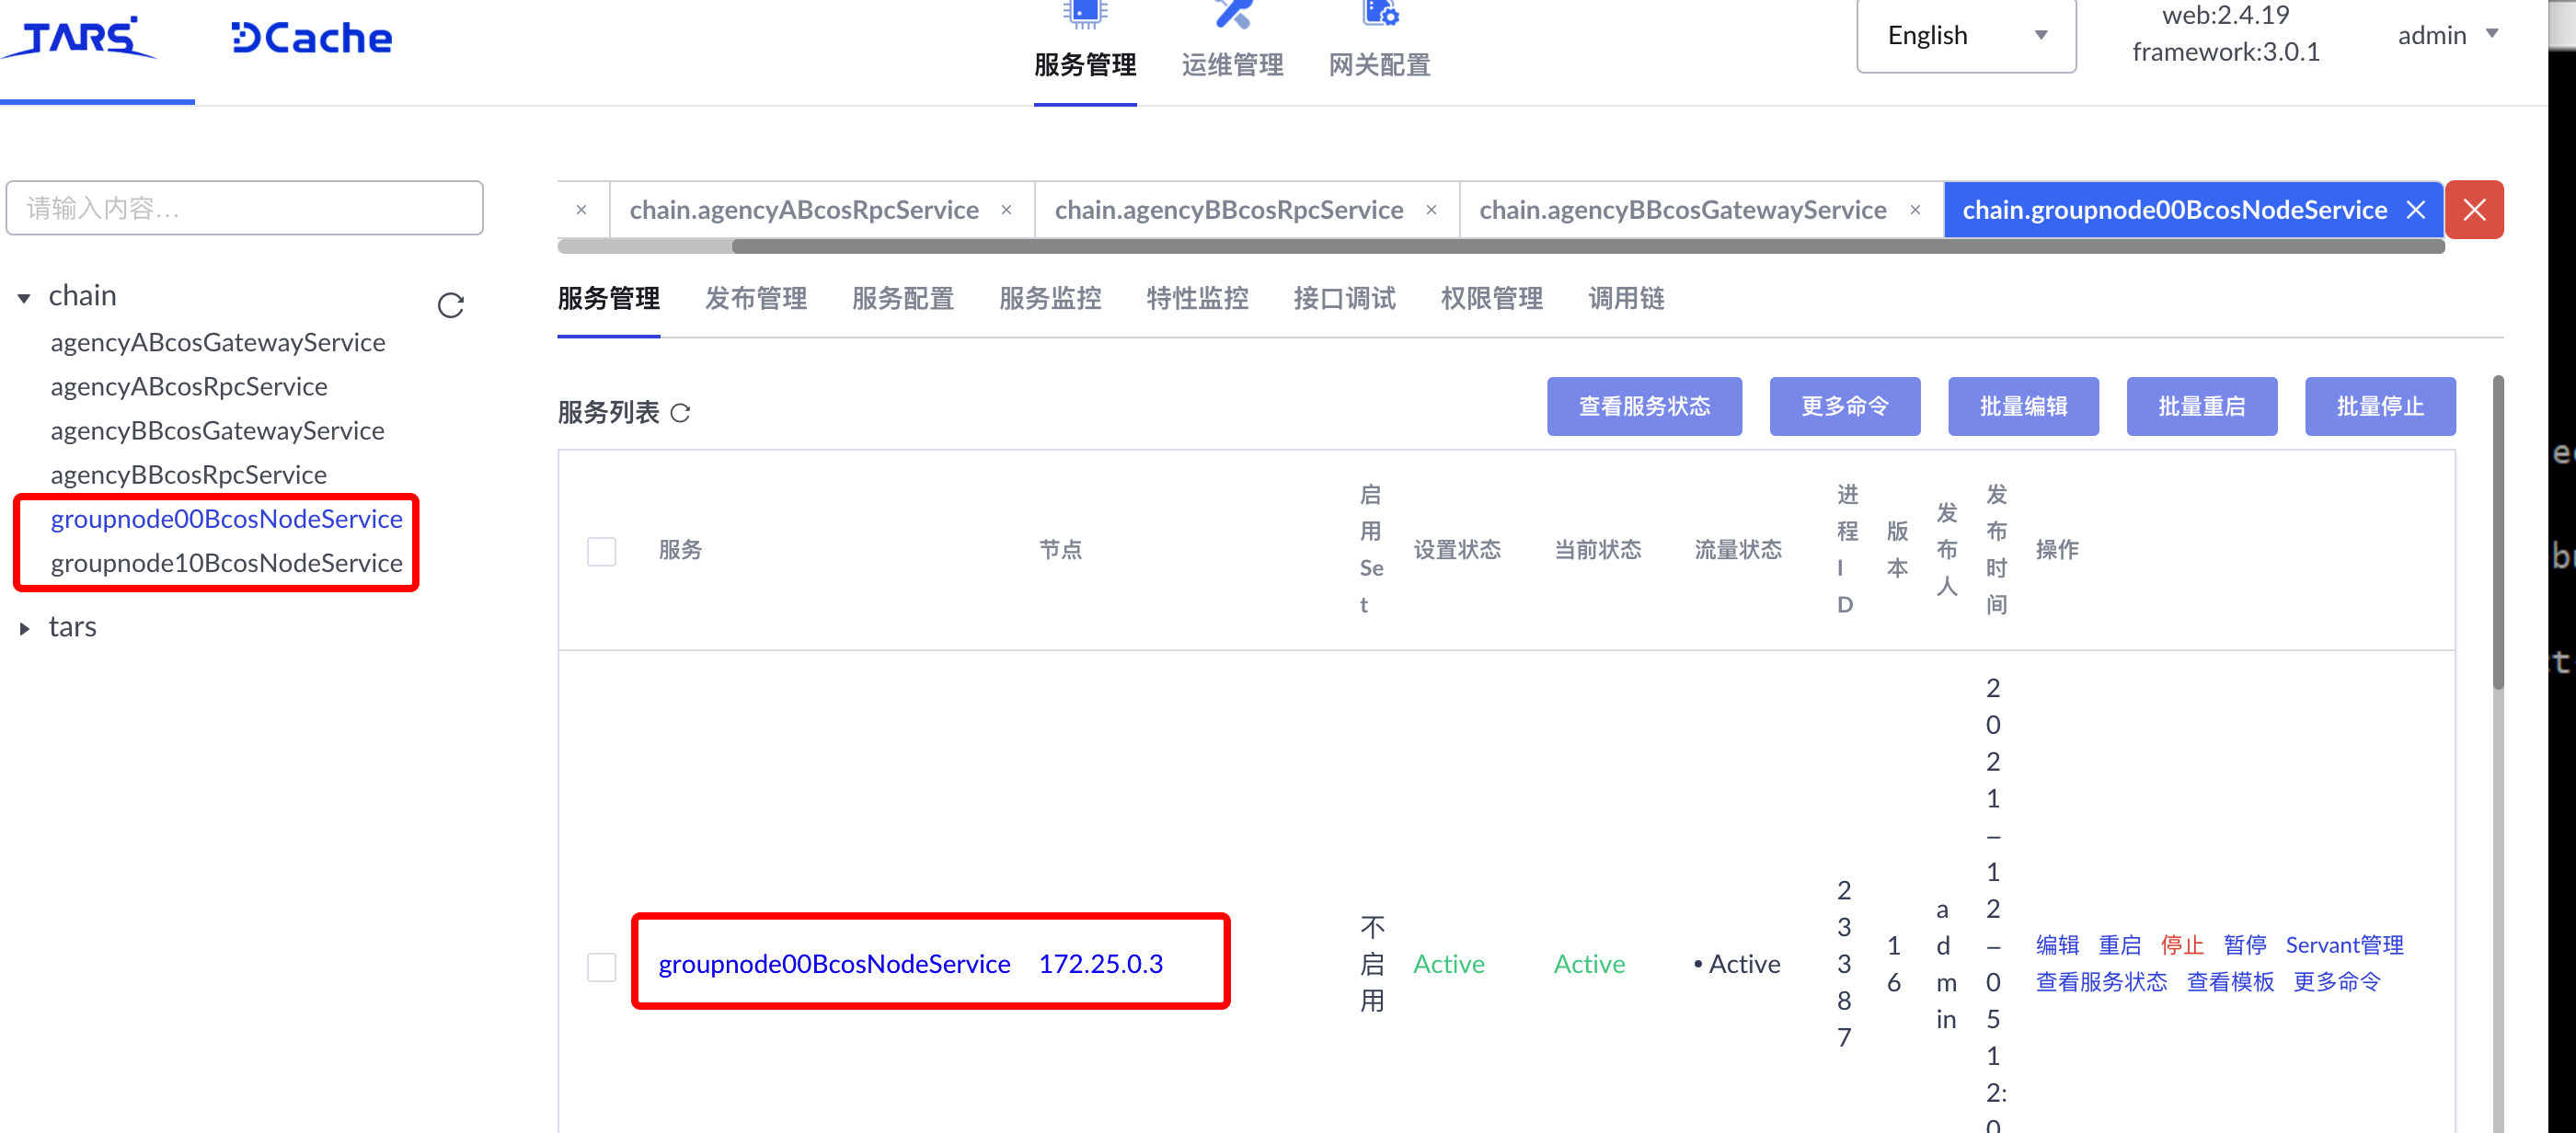 TARS
DCache
服务管理
运维管理
网关配置
English
web:2.4.19
framework:3.0.1
admin
请输入内容...
chain
agencyABcosGatewayService
agencyABcosRpcService
agencyBBcosGatewayService
agencyBBcosRpcService
groupnode00BcosNodeService
groupnode10BcosNodeService
tars
chain.agencyABcosRpcService
chain.agencyBBcosRpcService
chain.agencyBBcosGatewayService
chain.groupnode00BcosNodeService
服务管理 发布管理 服务配置 服务监控 特性监控 接口调试 权限管理 调用链
服务列表
查看服务状态 更多命令 批量编辑 批量重启 批量停止
服务 节点 启用Set 设置状态 当前状态 流量状态 进程ID 版本 发布人 发布时间 操作
groupnode00BcosNodeService 172.25.0.3 不启用 Active Active • Active 23387 16 admin 2021-12-0512:0
编辑 重启 停止 暂停 Servant管理
查看服务状态 查看模板 更多命令